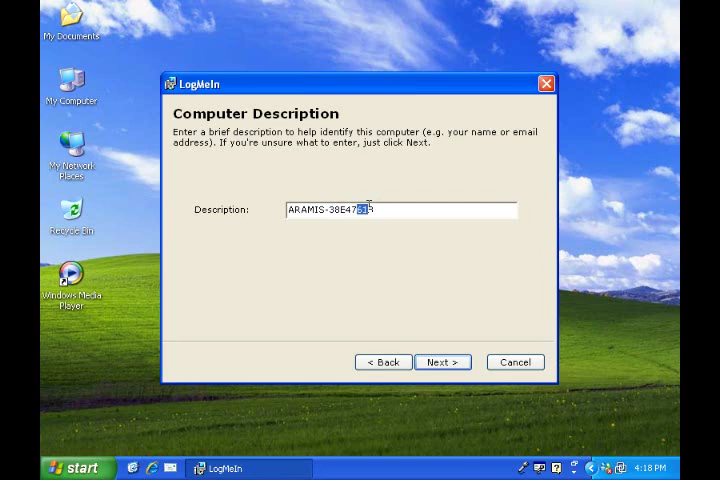 My Documents
My Computer
My Network
Places
Recycle Bin
Windows Media
Player
LogMeIn
Computer Description
Enter a brief description to help identify this computer (e.g. your name or email
address). If you're unsure what to enter, just click Next.
Description:
< Back
Next >
Cancel
start
LogMeIn
4:18 PM